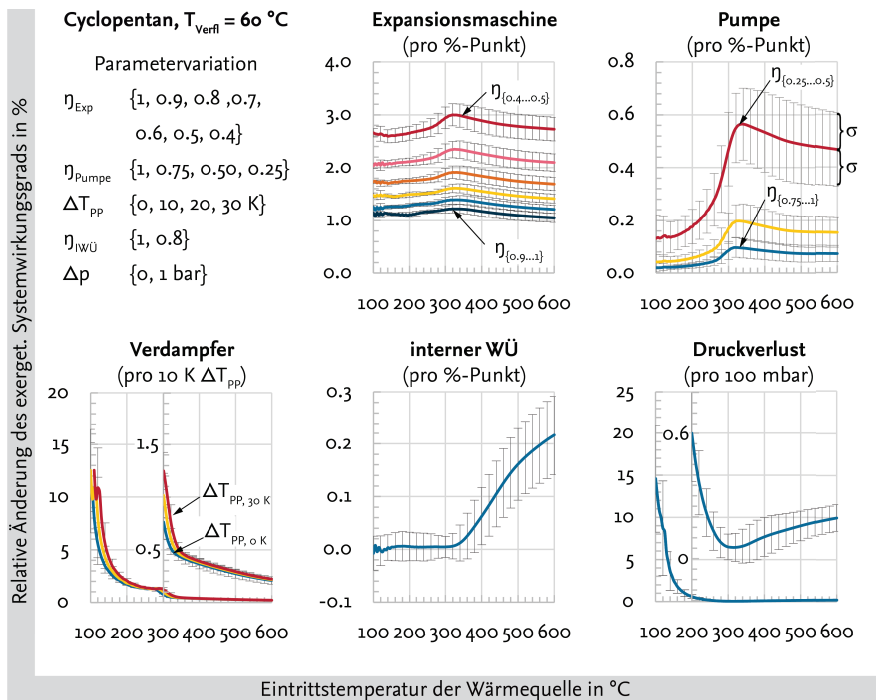 Cyclopentan, T_Verfl = 60 °C
Parametervariation
η_Exp {1, 0.9, 0.8 ,0.7,
0.6, 0.5, 0.4}
η_Pumpe {1, 0.75, 0.50, 0.25}
ΔT_PP {0, 10, 20, 30 K}
η_IWÜ {1, 0.8}
Δp {0, 1 bar}
Expansionsmaschine
(pro %-Punkt)
4.0
3.0
2.0
1.0
0.0
η_{0.4...0.5}
η_{0.9...1}
100 200 300 400 500 600
Pumpe
(pro %-Punkt)
0.8
0.6
0.4
0.2
0.0
η_{0.25...0.5}
η_{0.75...1}
σ
σ
100 200 300 400 500 600
Verdampfer
(pro 10 K ΔT_PP)
20
15
10
5
0
1.5
0.5
ΔT_PP, 30 K
ΔT_PP, 0 K
100 200 300 400 500 600
interner WÜ
(pro %-Punkt)
0.3
0.2
0.1
0.0
-0.1
100 200 300 400 500 600
Druckverlust
(pro 100 mbar)
25
20
15
10
5
0
0.6
0
100 200 300 400 500 600
Relative Änderung des exerget. Systemwirkungsgrads in %
Eintrittstemperatur der Wärmequelle in °C